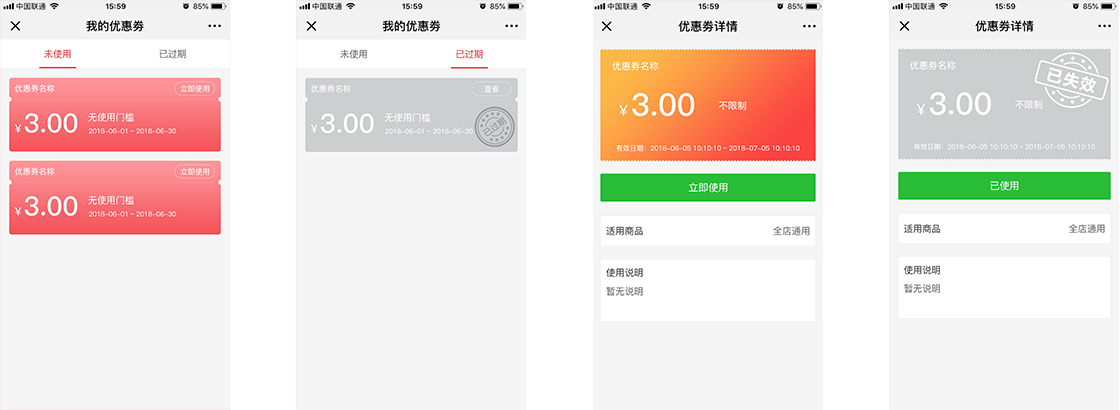 中国联通
15:59
85%
我的优惠劵
未使用
已过期
优惠劵名称
立即使用
¥3.00
无使用门槛
2018-06-01 ~ 2018-06-30
优惠劵名称
立即使用
¥3.00
无使用门槛
2018-06-01 ~ 2018-06-30
中国联通
15:59
85%
我的优惠劵
未使用
已过期
优惠劵名称
查看
¥3.00
无使用门槛
2018-06-01 ~ 2018-06-30
已过期
中国联通
15:59
85%
优惠劵详情
优惠劵名称
¥3.00
不限制
有效日期：2018-06-05 10:10:10 ~ 2018-07-05 10:10:10
立即使用
适用商品
全店通用
使用说明
暂无说明
中国联通
15:59
85%
优惠劵详情
优惠劵名称
已失效
¥3.00
不限制
有效日期：2018-06-05 10:10:10 ~ 2018-07-05 10:10:10
已使用
适用商品
全店通用
使用说明
暂无说明